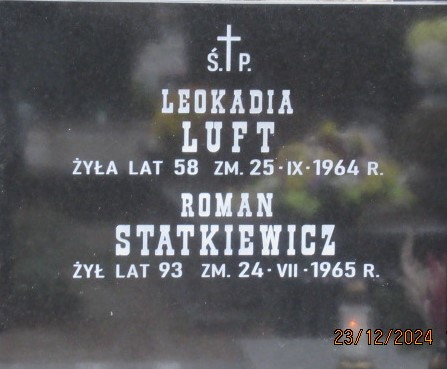 Ś. P.
LEOKADIA
LUFT
ŻYŁA LAT 58 ZM. 25·IX·1964 R.
ROMAN
STATKIEWICZ
ŻYŁ LAT 93 ZM. 24·VII·1965 R.
23/12/2024